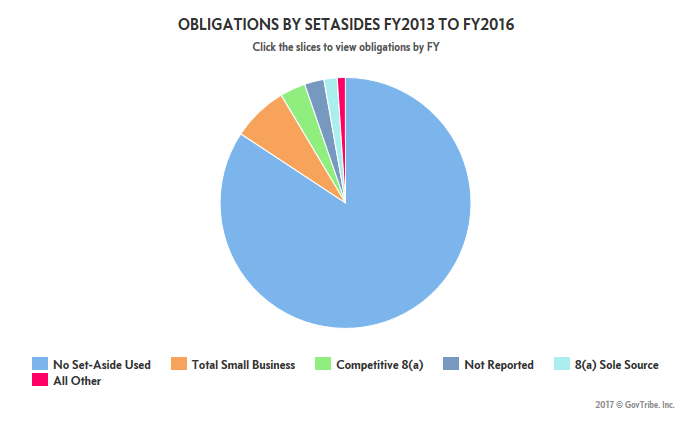 OBLIGATIONS BY SETASIDES FY2013 TO FY2016
Click the slices to view obligations by FY
No Set-Aside Used
Total Small Business
Competitive 8(a)
Not Reported
8(a) Sole Source
All Other
2017 © GovTribe, Inc.